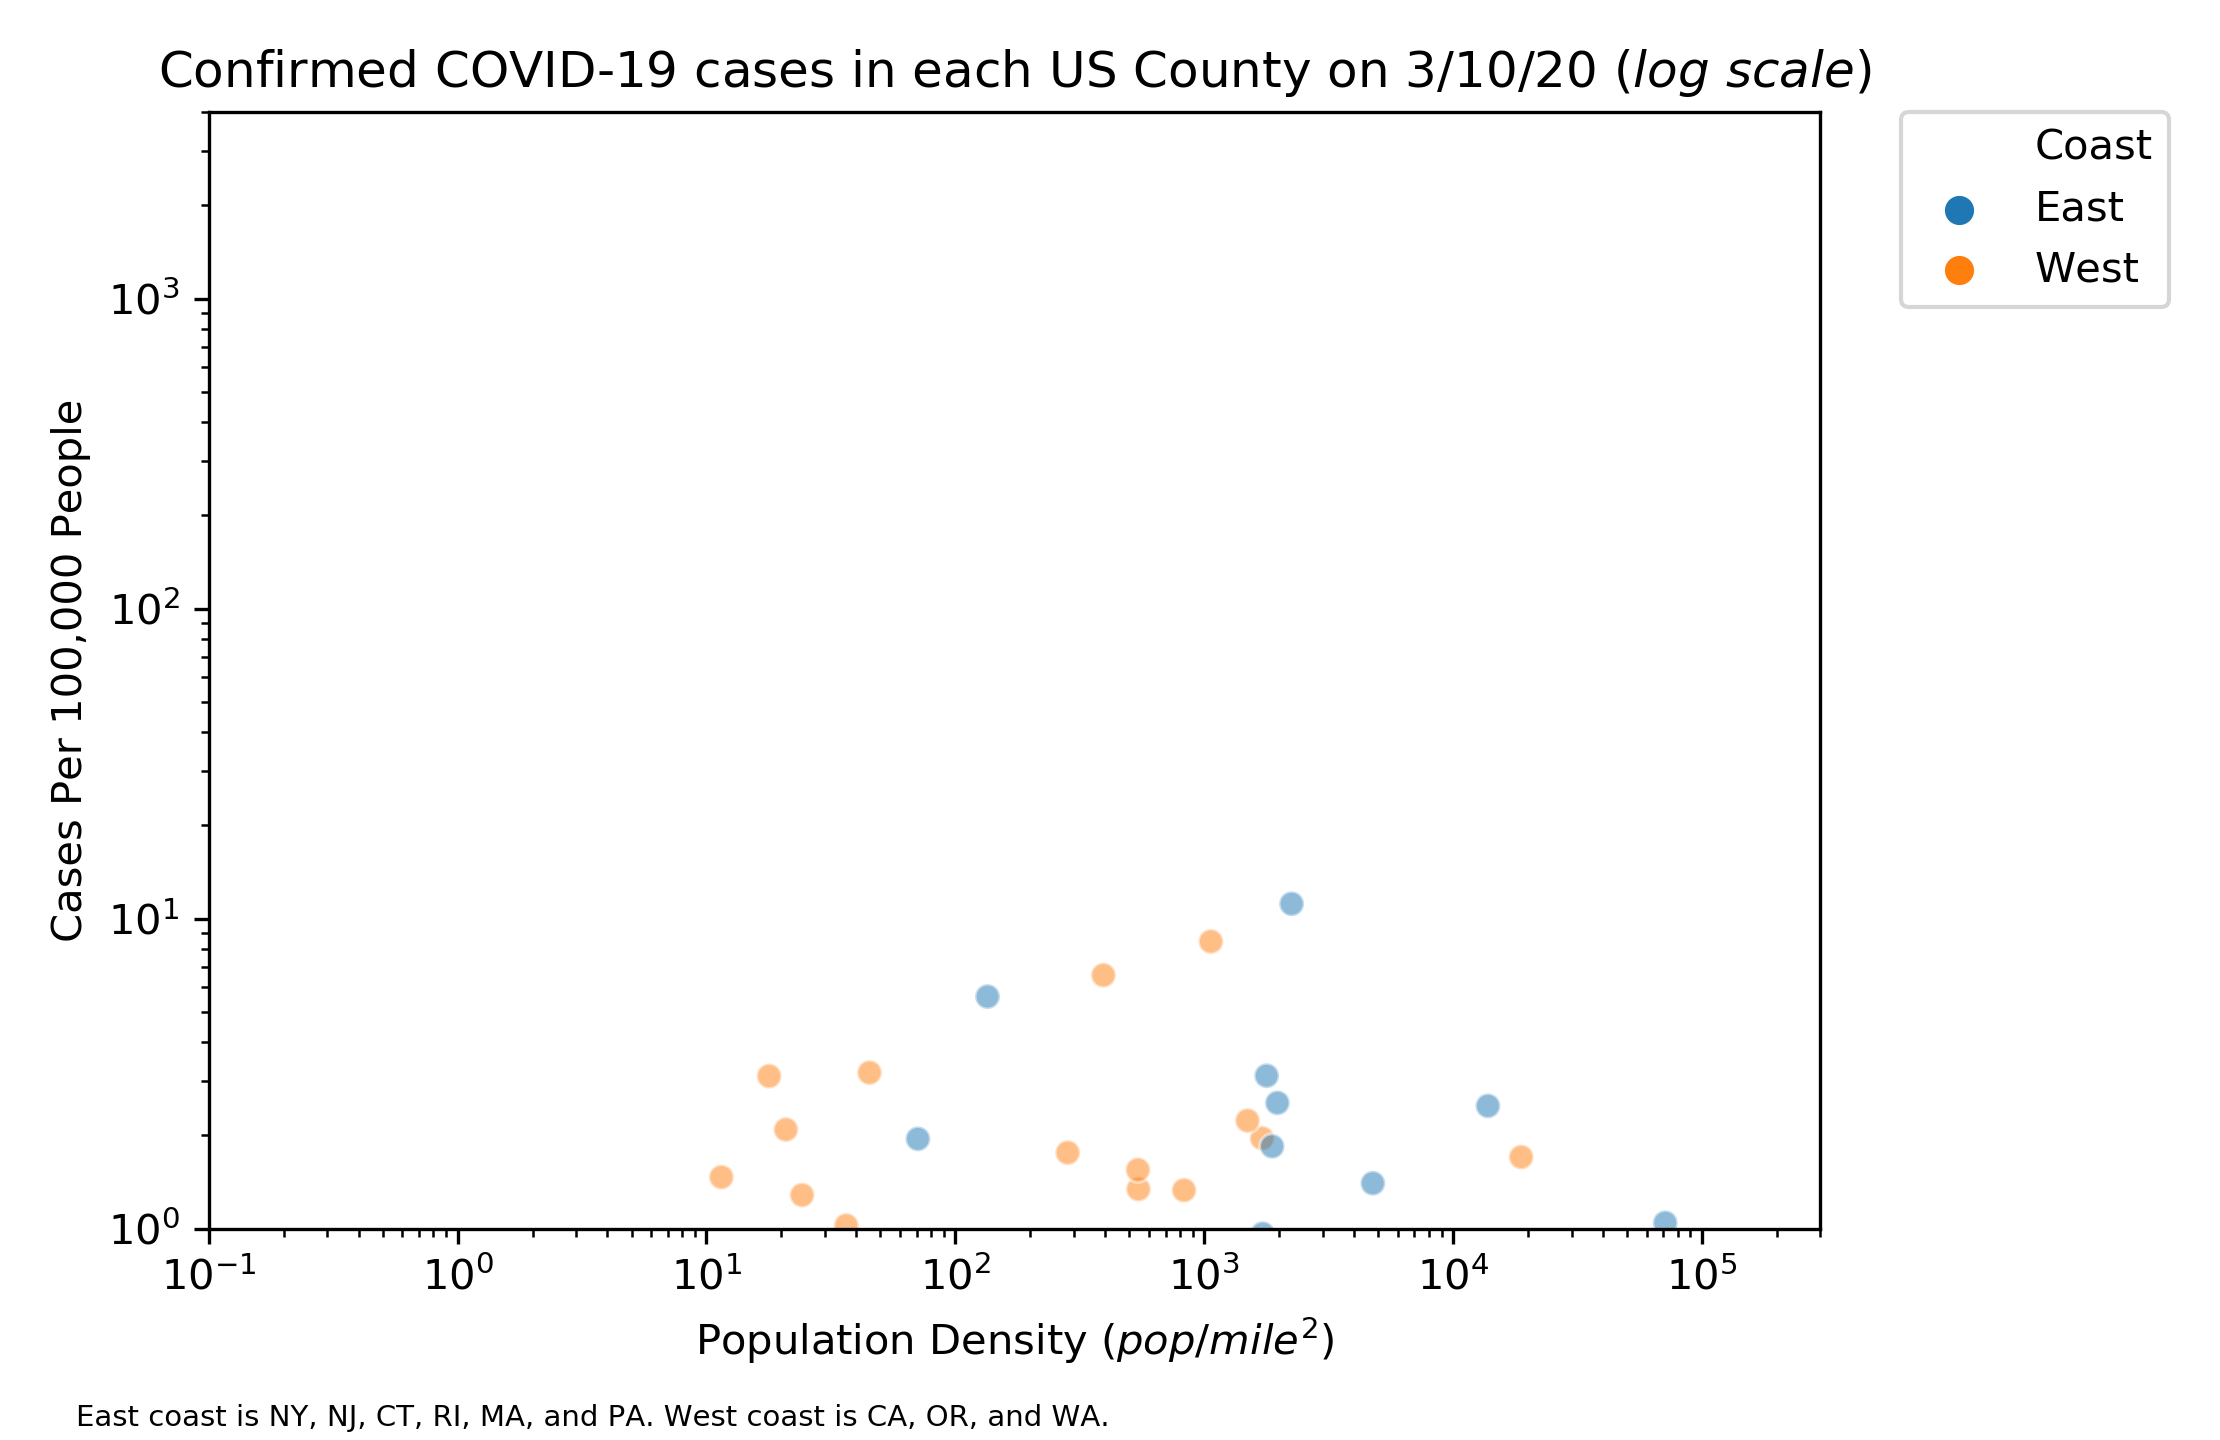 Confirmed COVID-19 cases in each US County on 3/10/20 (log scale)
Coast
East
West
Cases Per 100,000 People
10³
10²
10¹
10⁰
10⁻¹ 10⁰ 10¹ 10² 10³ 10⁴ 10⁵
Population Density (pop/mile²)
East coast is NY, NJ, CT, RI, MA, and PA. West coast is CA, OR, and WA.